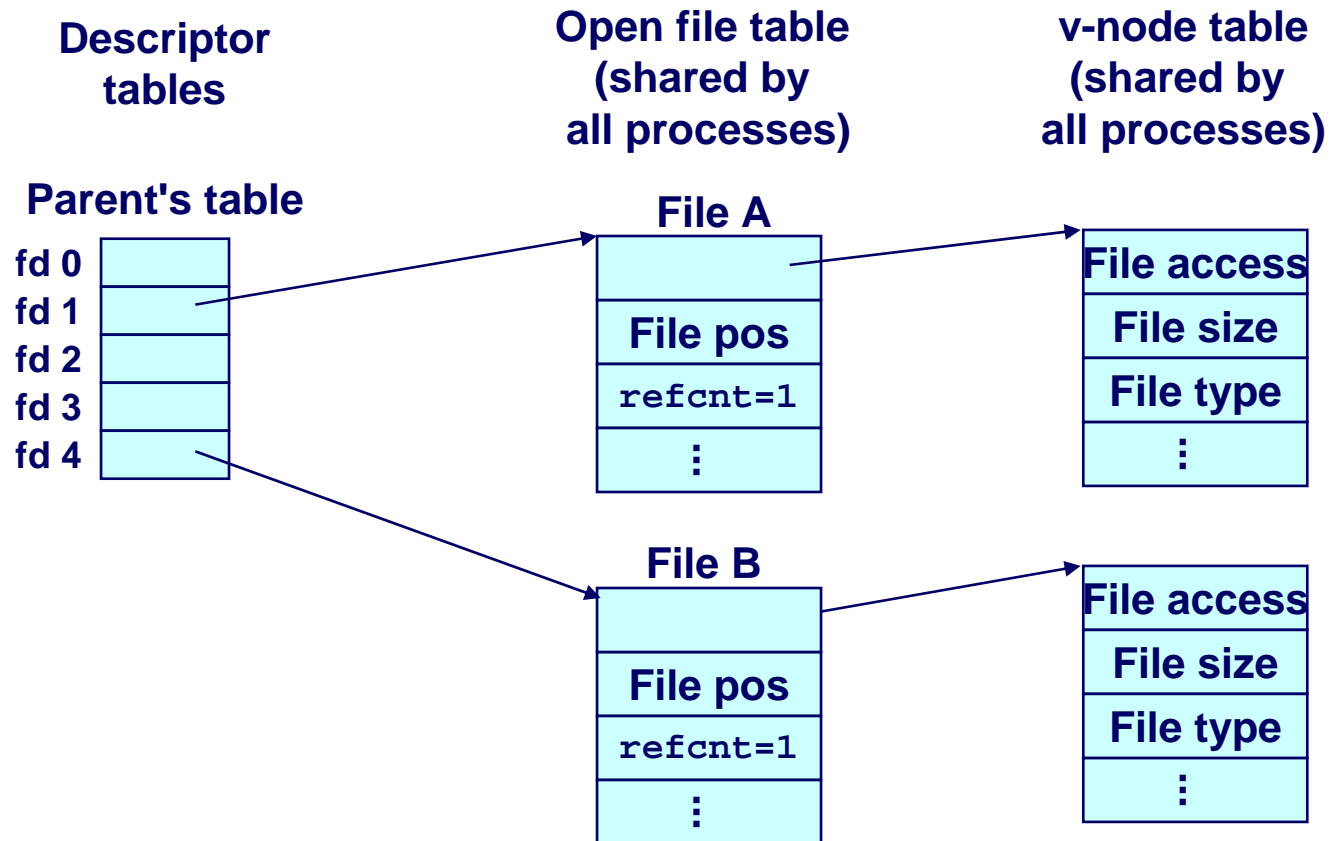 Descriptor
tables
Open file table
(shared by
all processes)
v-node table
(shared by
all processes)
Parent's table
fd 0
fd 1
fd 2
fd 3
fd 4
File A
File pos
refcnt=1
⋮
File access
File size
File type
⋮
File B
File pos
refcnt=1
⋮
File access
File size
File type
⋮